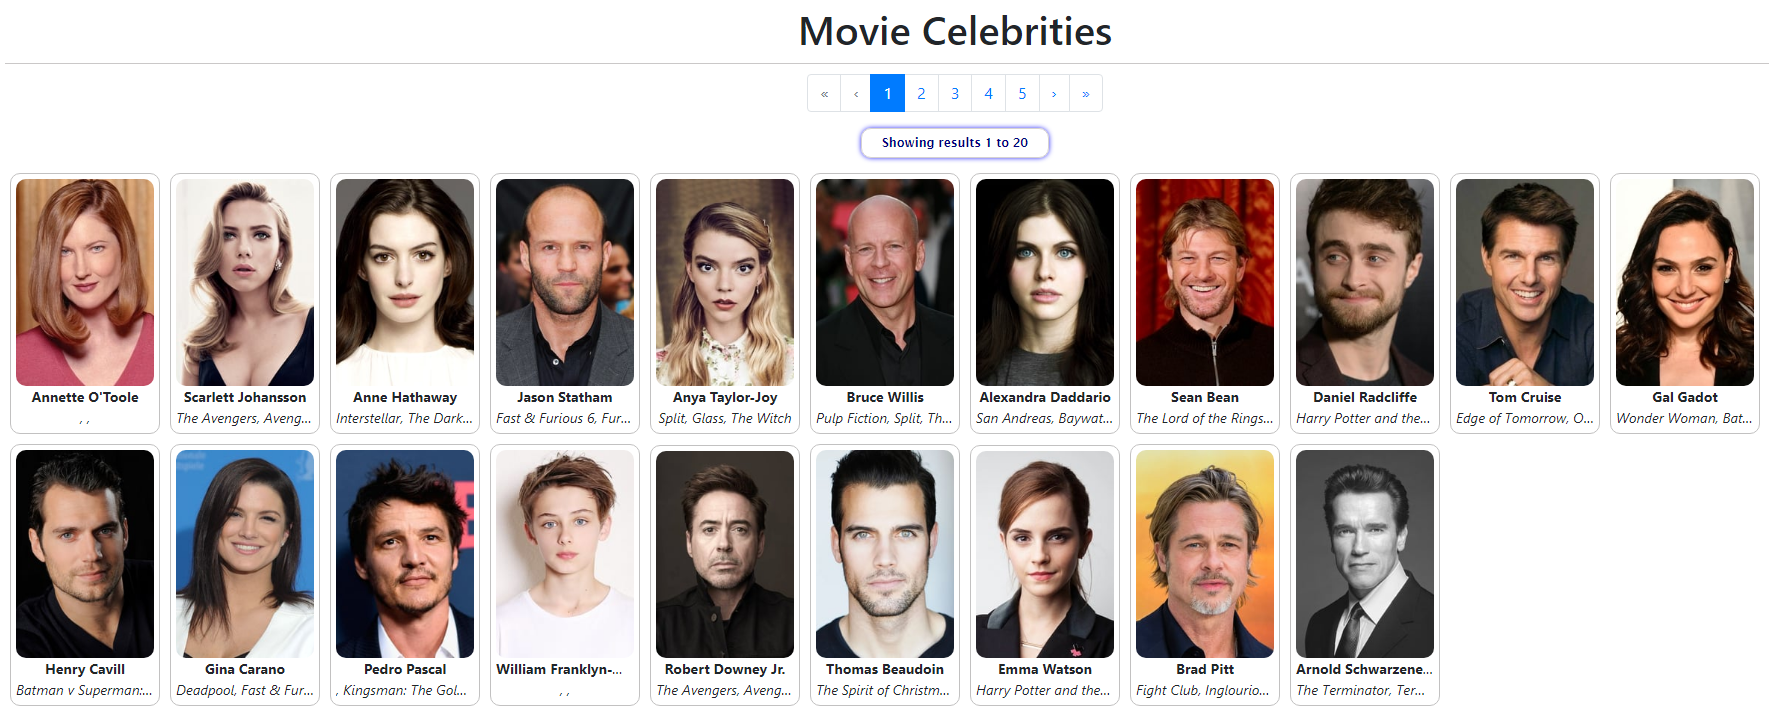 Movie Celebrities
« ‹ 1 2 3 4 5 › »
Showing results 1 to 20
Annette O'Toole
, ,
Scarlett Johansson
The Avengers, Aveng...
Anne Hathaway
Interstellar, The Dark...
Jason Statham
Fast & Furious 6, Fur...
Anya Taylor-Joy
Split, Glass, The Witch
Bruce Willis
Pulp Fiction, Split, Th...
Alexandra Daddario
San Andreas, Baywat...
Sean Bean
The Lord of the Rings...
Daniel Radcliffe
Harry Potter and the...
Tom Cruise
Edge of Tomorrow, O...
Gal Gadot
Wonder Woman, Bat...
Henry Cavill
Batman v Superman:...
Gina Carano
Deadpool, Fast & Fur...
Pedro Pascal
, Kingsman: The Gol...
William Franklyn-...
, ,
Robert Downey Jr.
The Avengers, Aveng...
Thomas Beaudoin
The Spirit of Christm...
Emma Watson
Harry Potter and the...
Brad Pitt
Fight Club, Inglourio...
Arnold Schwarzene...
The Terminator, Ter...